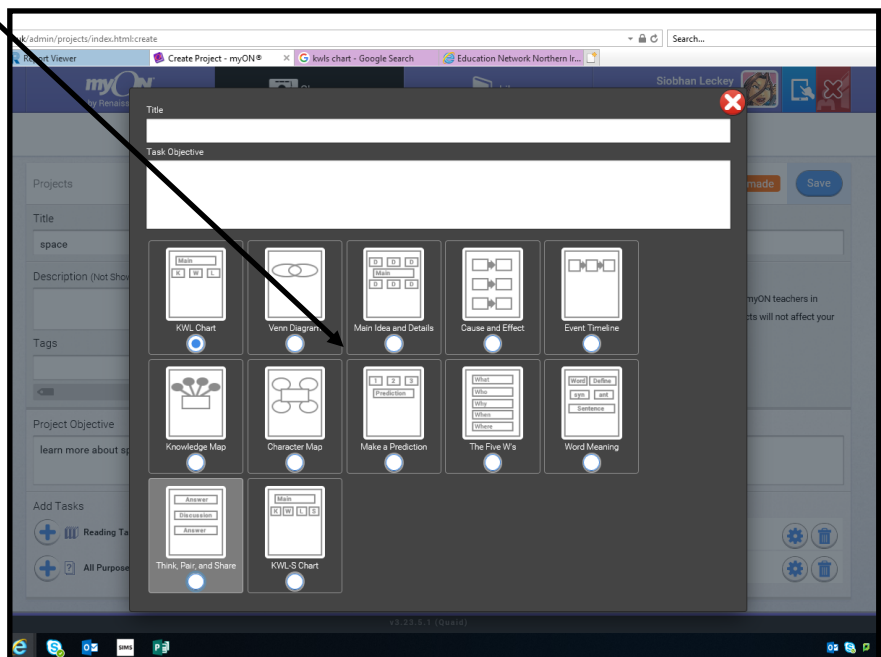 uk/admin/projects/index.html:create
Search...
Report Viewer
Create Project - myON®
kwls chart - Google Search
Education Network Northern Ir...
myON
by Renaiss
Siobhan Leckey
Title
Task Objective
Projects
made
Save
Title
space
Description (Not Show
myON teachers in
cts will not affect your
Tags
Project Objective
learn more about sp
Add Tasks
Reading Ta
All Purpose
Main
K W L
KWL Chart
Venn Diagram
D D D
Main
D D D
Main Idea and Details
Cause and Effect
Event Timeline
Knowledge Map
Character Map
1 2 3
Prediction
Make a Prediction
What
Who
Why
When
Where
The Five W's
Word Define
syn ant
Sentence
Word Meaning
Answer
Discussion
Answer
Think, Pair, and Share
Main
K W L S
KWL-S Chart
v3.23.5.1 (Quaid)
SIMS